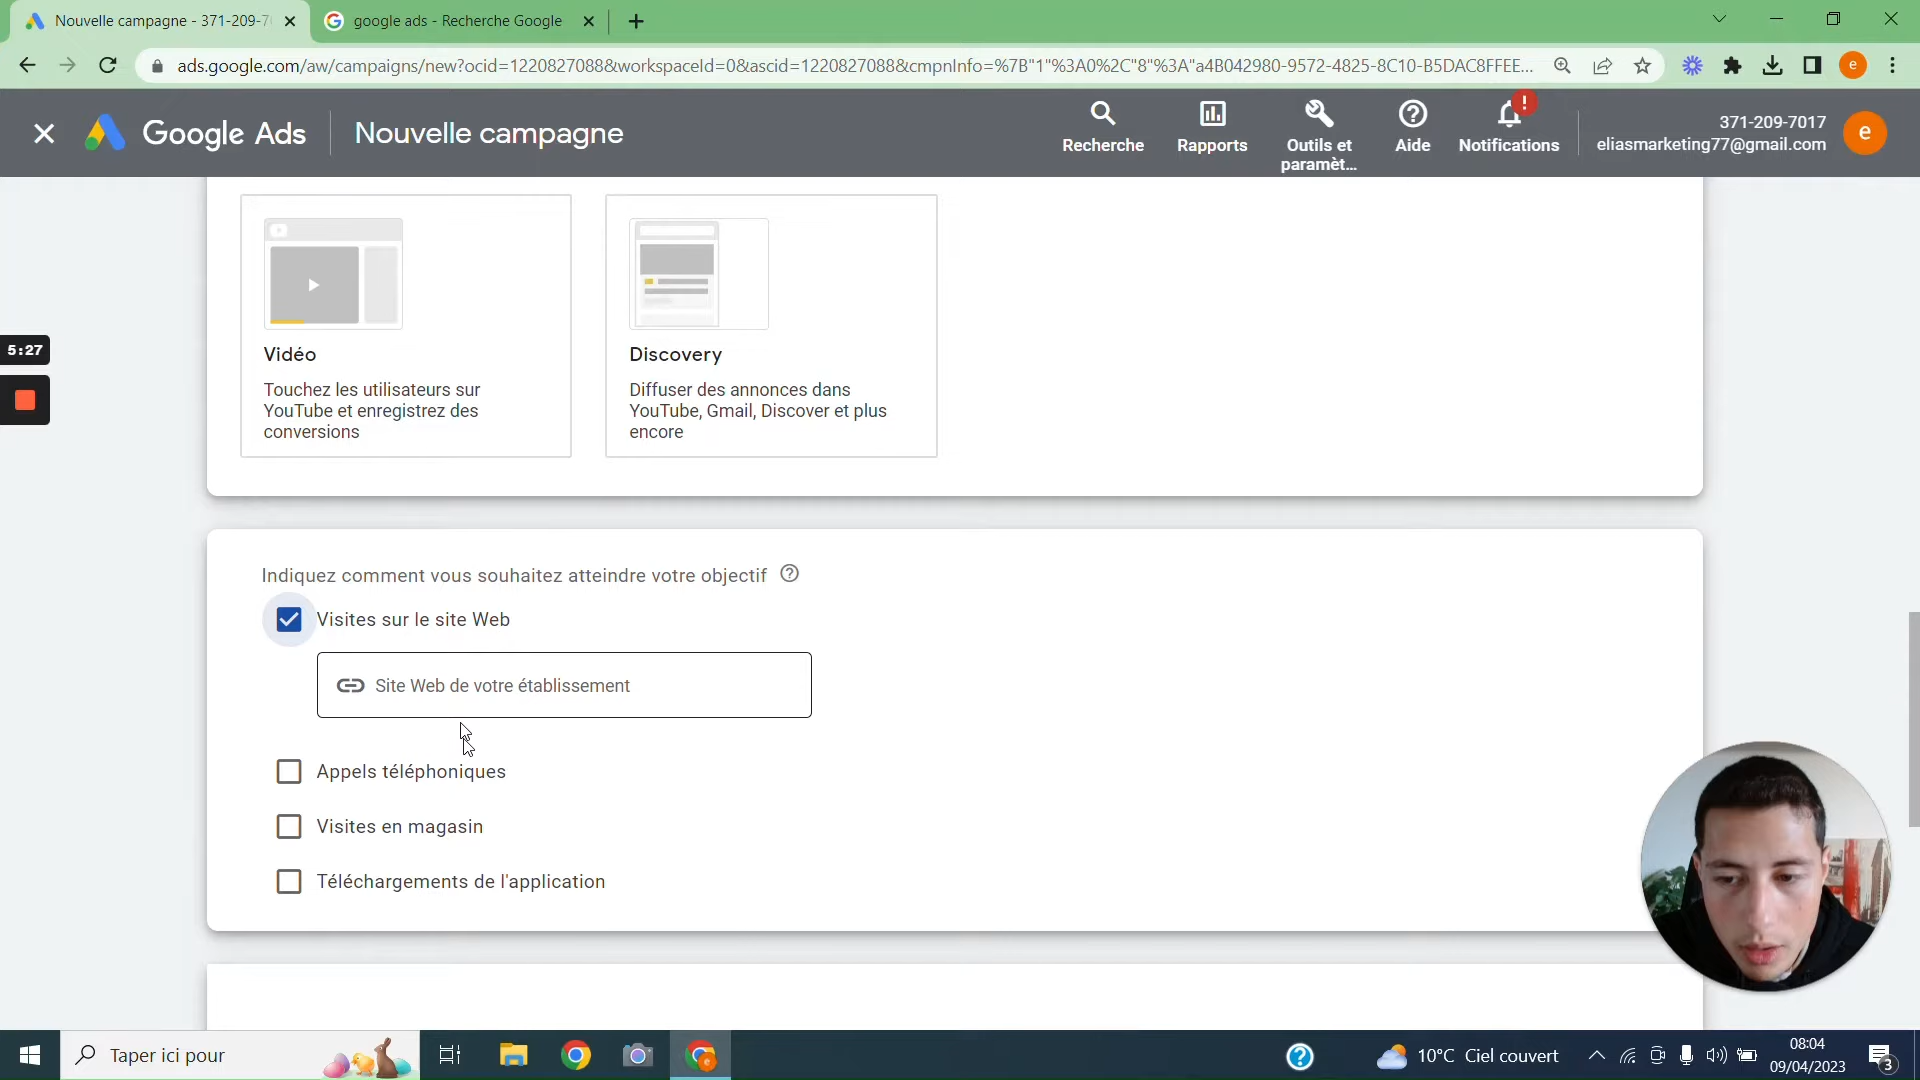 Nouvelle campagne - 371-209-7
google ads - Recherche Google
ads.google.com/aw/campaigns/new?ocid=1220827088&workspaceId=0&ascid=1220827088&cmpnInfo=%7B"1"%3A0%2C"8"%3A"a4B042980-9572-4825-8C10-B5DAC8FFEE...
e
Google Ads
Nouvelle campagne
Recherche
Rapports
Outils et
paramèt...
Aide
!
Notifications
371-209-7017
eliasmarketing77@gmail.com
e
Vidéo
Touchez les utilisateurs sur
YouTube et enregistrez des
conversions
Discovery
Diffuser des annonces dans
YouTube, Gmail, Discover et plus
encore
5:27
Indiquez comment vous souhaitez atteindre votre objectif
Visites sur le site Web
Site Web de votre établissement
Appels téléphoniques
Visites en magasin
Téléchargements de l'application
Taper ici pour
10°C Ciel couvert
08:04
09/04/2023
3